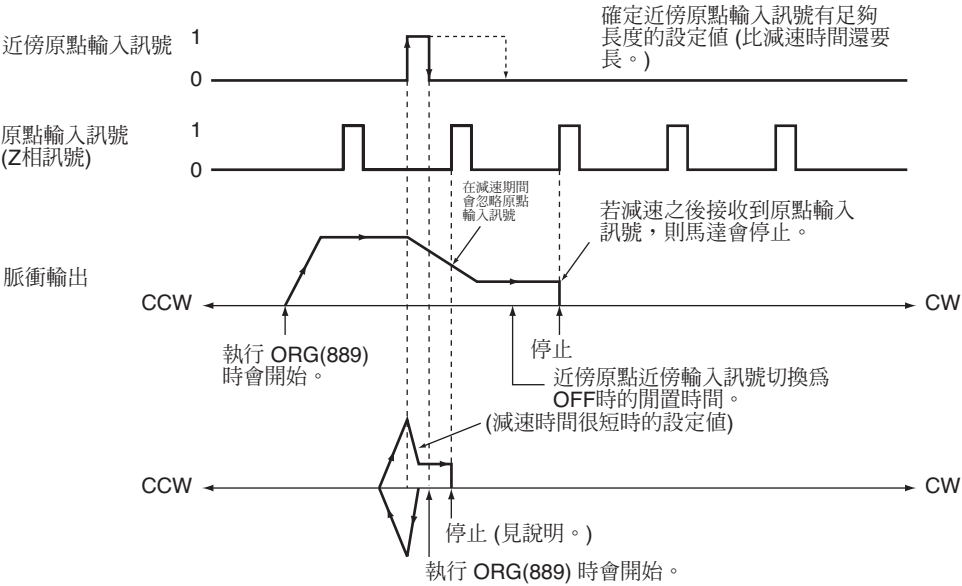 近傍原點輸入訊號
1
0
確定近傍原點輸入訊號有足夠
長度的設定值 (比減速時間還要
長。)
原點輸入訊號
(Z相訊號)
1
0
在減速期間
會忽略原點
輸入訊號
若減速之後接收到原點輸入
訊號，則馬達會停止。
脈衝輸出
CCW
CW
執行 ORG(889)
時會開始。
停止
近傍原點近傍輸入訊號切換爲
OFF時的閒置時間。
(減速時間很短時的設定值)
CCW
CW
停止 (見說明。)
執行 ORG(889) 時會開始。